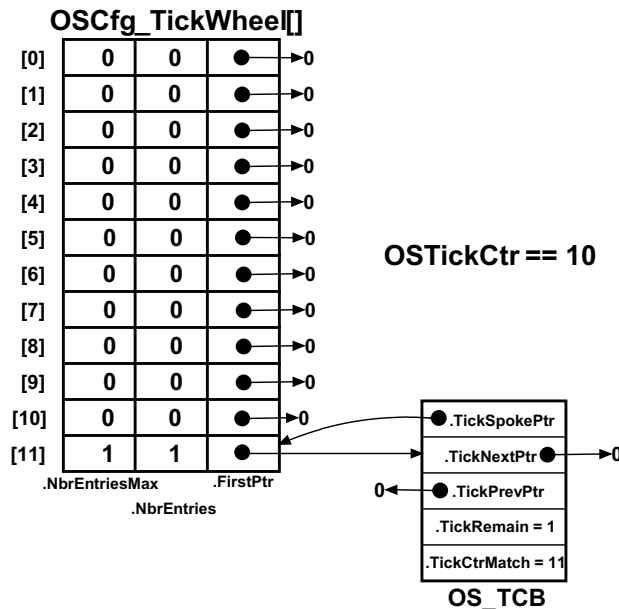 OSCfg_TickWheel[]
[0] 0 0 0
[1] 0 0 0
[2] 0 0 0
[3] 0 0 0
[4] 0 0 0
[5] 0 0 0
OSTickCtr == 10
[6] 0 0 0
[7] 0 0 0
[8] 0 0 0
[9] 0 0 0
[10] 0 0 0
.TickSpokePtr
[11] 1 1
.TickNextPtr 0
.NbrEntriesMax .FirstPtr
0 .TickPrevPtr
.NbrEntries
.TickRemain = 1
.TickCtrMatch = 11
OS_TCB